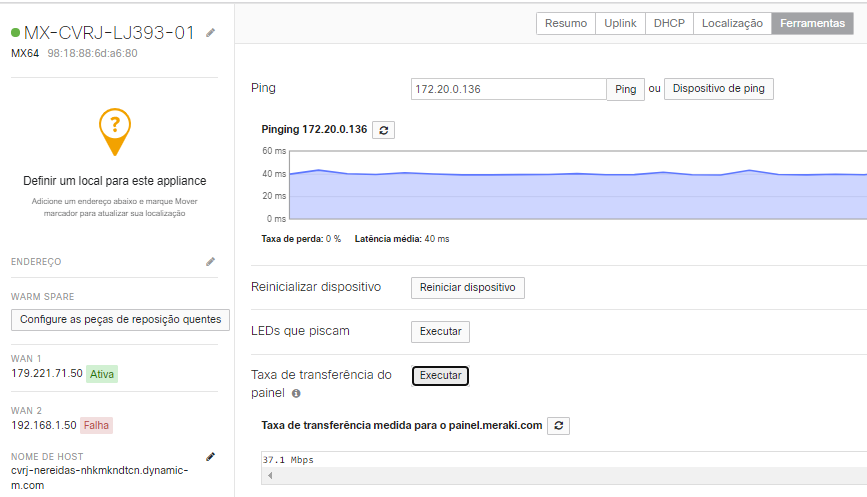 MX-CVRJ-LJ393-01
MX64 98:18:88:6d:a6:80
?
Definir um local para este appliance
Adicione um endereço abaixo e marque Mover
marcador para atualizar sua localização
ENDEREÇO
WARM SPARE
Configure as peças de reposição quentes
WAN 1
179.221.71.50 Ativa
WAN 2
192.168.1.50 Falha
NOME DE HOST
cvrj-nereidas-nhkmkndtcn.dynamic-
m.com
Resumo Uplink DHCP Localização Ferramentas
Ping 172.20.0.136 Ping ou Dispositivo de ping
Pinging 172.20.0.136
60 ms
40 ms
20 ms
0 ms
Taxa de perda: 0 % Latência média: 40 ms
Reinicializar dispositivo Reiniciar dispositivo
LEDs que piscam Executar
Taxa de transferência do Executar
painel
Taxa de transferência medida para o painel.meraki.com
37.1 Mbps